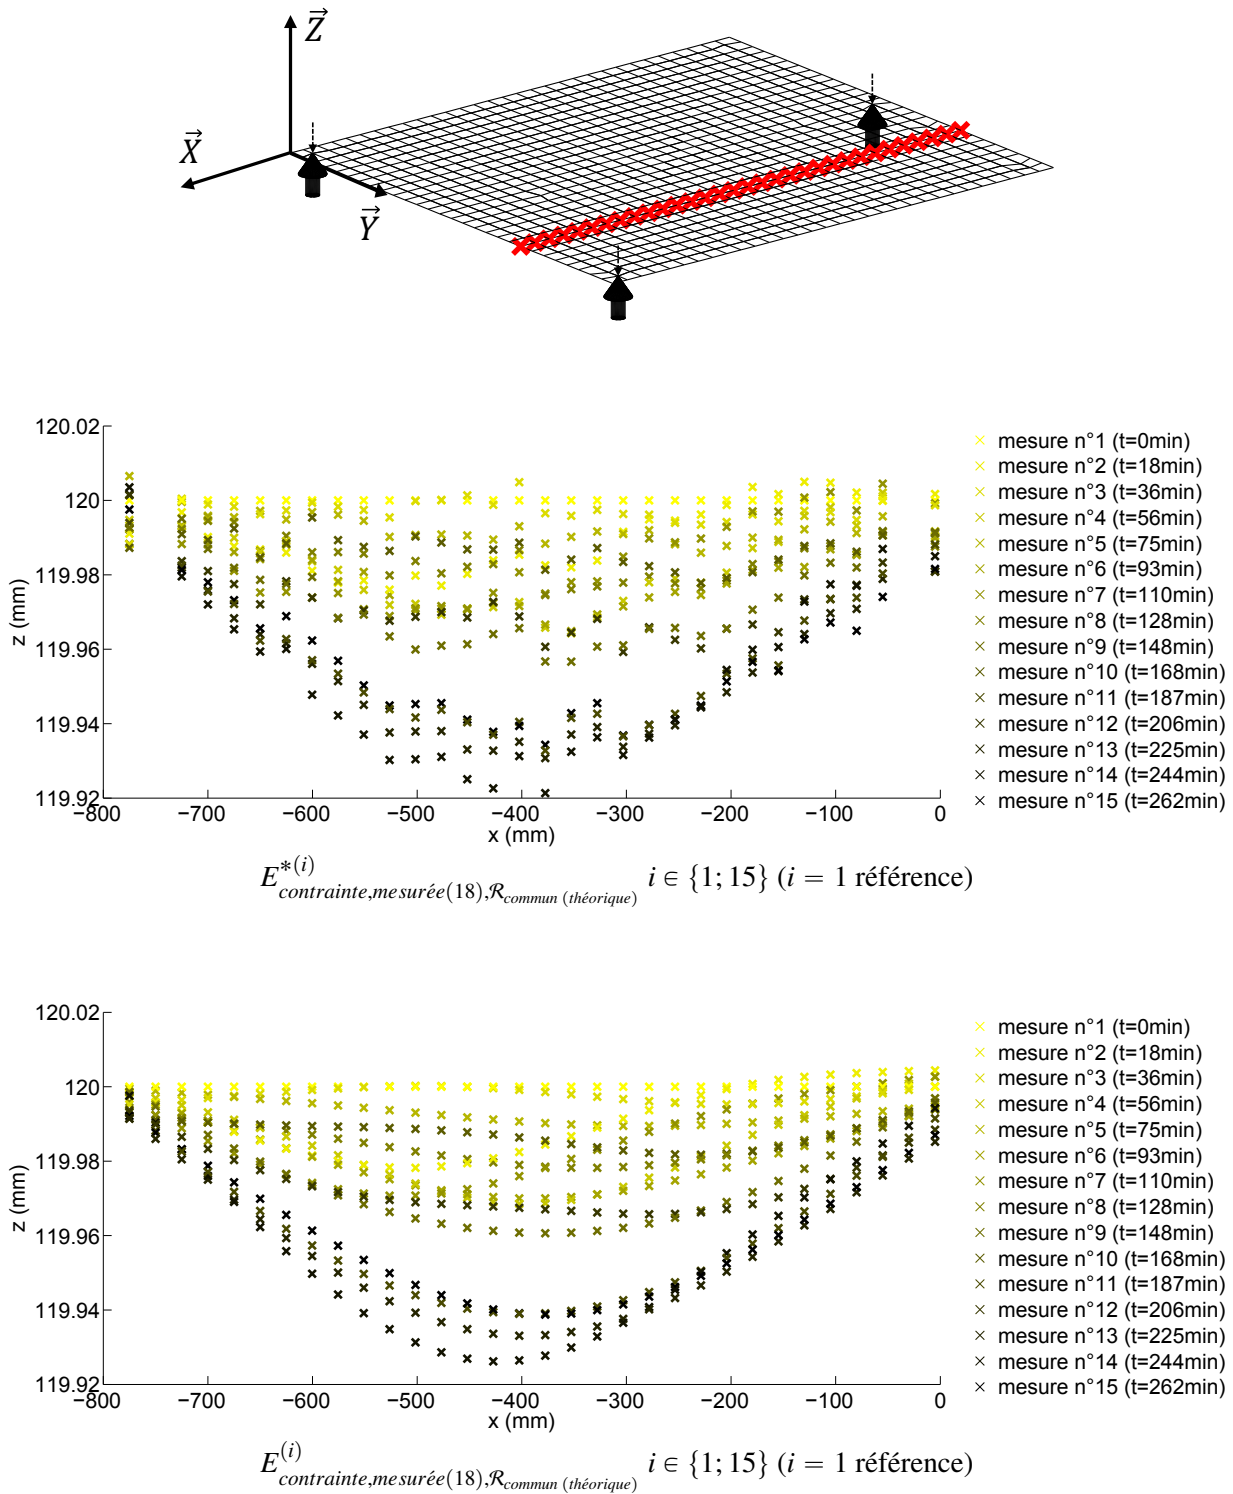 Z
X
Y
120.02
120
119.98
119.96
119.94
119.92
z (mm)
−800 −700 −600 −500 −400 −300 −200 −100 0
x (mm)
mesure n°1 (t=0min)
mesure n°2 (t=18min)
mesure n°3 (t=36min)
mesure n°4 (t=56min)
mesure n°5 (t=75min)
mesure n°6 (t=93min)
mesure n°7 (t=110min)
mesure n°8 (t=128min)
mesure n°9 (t=148min)
mesure n°10 (t=168min)
mesure n°11 (t=187min)
mesure n°12 (t=206min)
mesure n°13 (t=225min)
mesure n°14 (t=244min)
mesure n°15 (t=262min)
E*(i) contrainte,mesurée(18),R commun (théorique) i ∈ {1; 15} (i = 1 référence)
120.02
120
119.98
119.96
119.94
119.92
z (mm)
−800 −700 −600 −500 −400 −300 −200 −100 0
x (mm)
mesure n°1 (t=0min)
mesure n°2 (t=18min)
mesure n°3 (t=36min)
mesure n°4 (t=56min)
mesure n°5 (t=75min)
mesure n°6 (t=93min)
mesure n°7 (t=110min)
mesure n°8 (t=128min)
mesure n°9 (t=148min)
mesure n°10 (t=168min)
mesure n°11 (t=187min)
mesure n°12 (t=206min)
mesure n°13 (t=225min)
mesure n°14 (t=244min)
mesure n°15 (t=262min)
E(i) contrainte,mesurée(18),R commun (théorique) i ∈ {1; 15} (i = 1 référence)